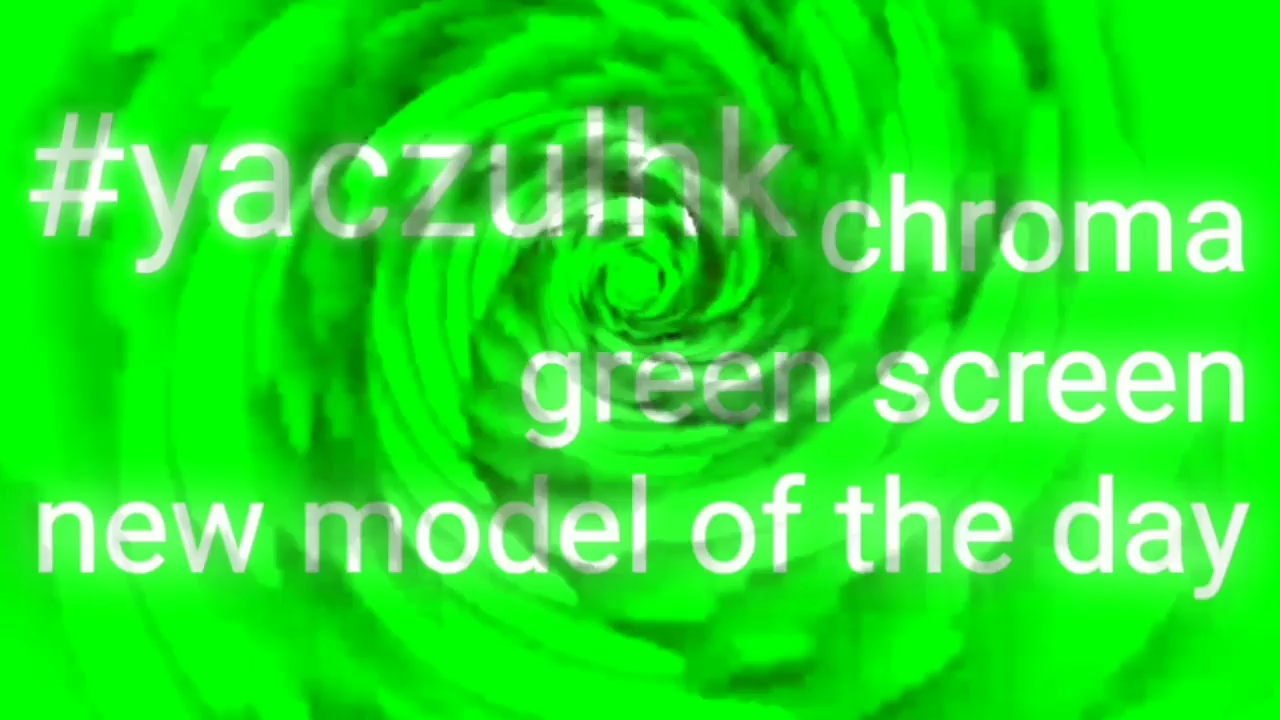 #yaczulhk
chroma
green screen
new model of the day